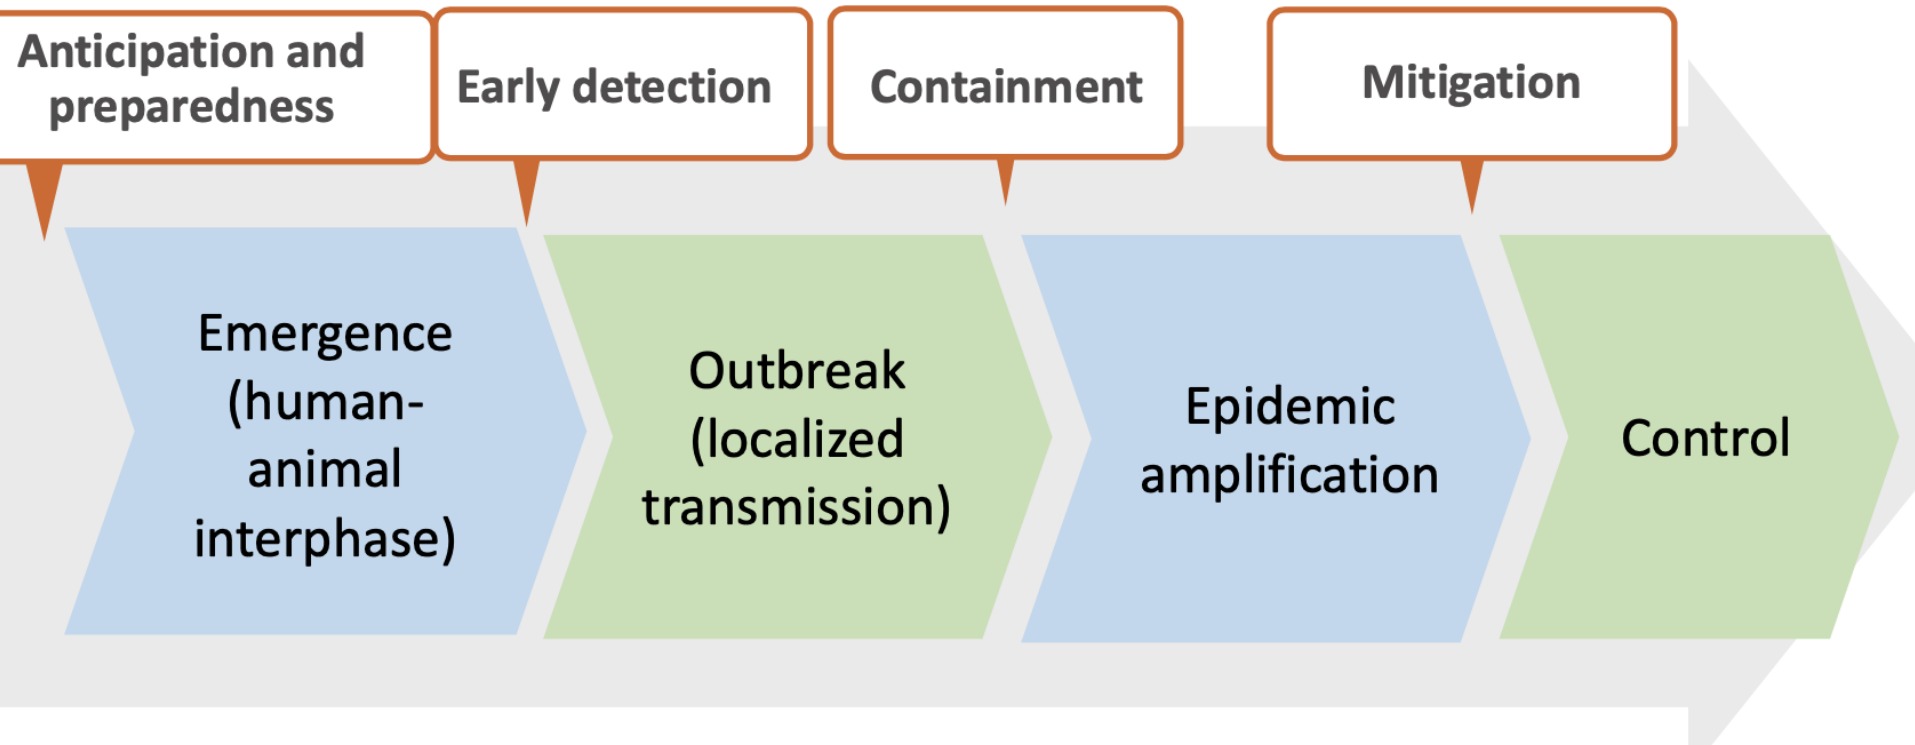 Anticipation and
preparedness
Early detection
Containment
Mitigation
Emergence
(human-
animal
interphase)
Outbreak
(localized
transmission)
Epidemic
amplification
Control